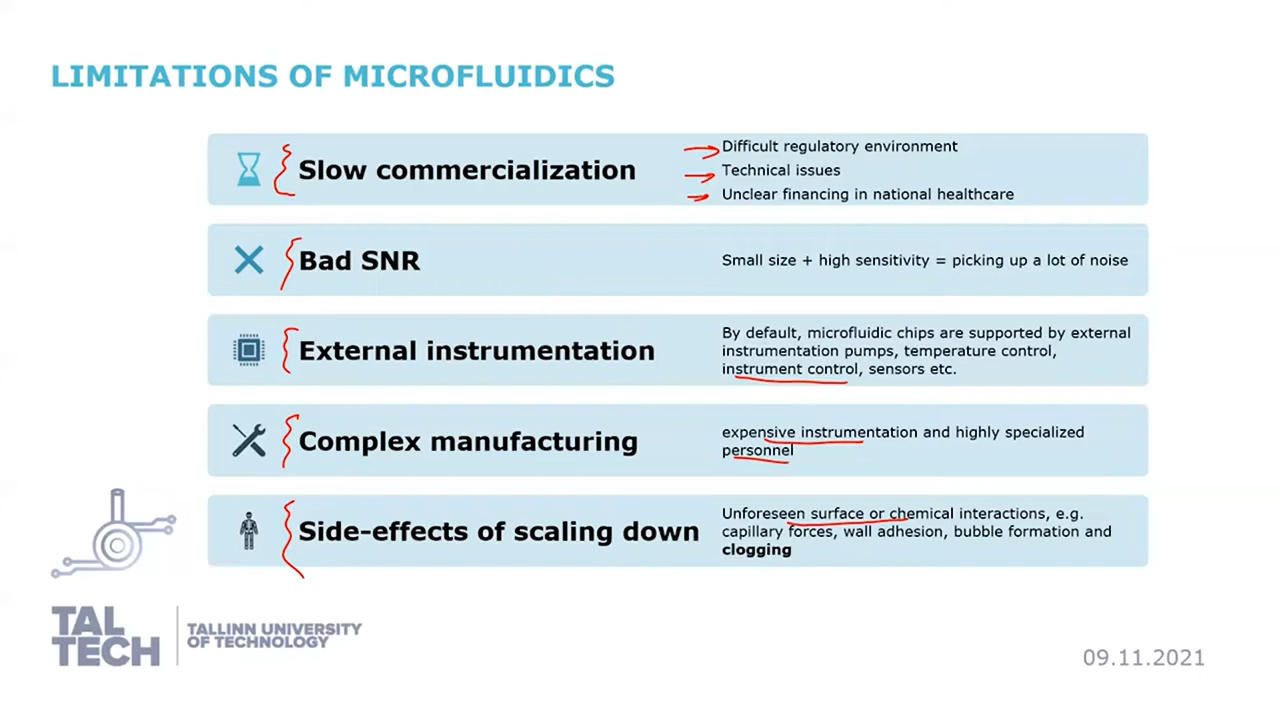 LIMITATIONS OF MICROFLUIDICS
Slow commercialization
Difficult regulatory environment
Technical issues
Unclear financing in national healthcare
Bad SNR
Small size + high sensitivity = picking up a lot of noise
External instrumentation
By default, microfluidic chips are supported by external
instrumentation pumps, temperature control,
instrument control, sensors etc.
Complex manufacturing
expensive instrumentation and highly specialized
personnel
Side-effects of scaling down
Unforeseen surface or chemical interactions, e.g.
capillary forces, wall adhesion, bubble formation and
clogging
TAL
TECH
TALLINN UNIVERSITY
OF TECHNOLOGY
09.11.2021